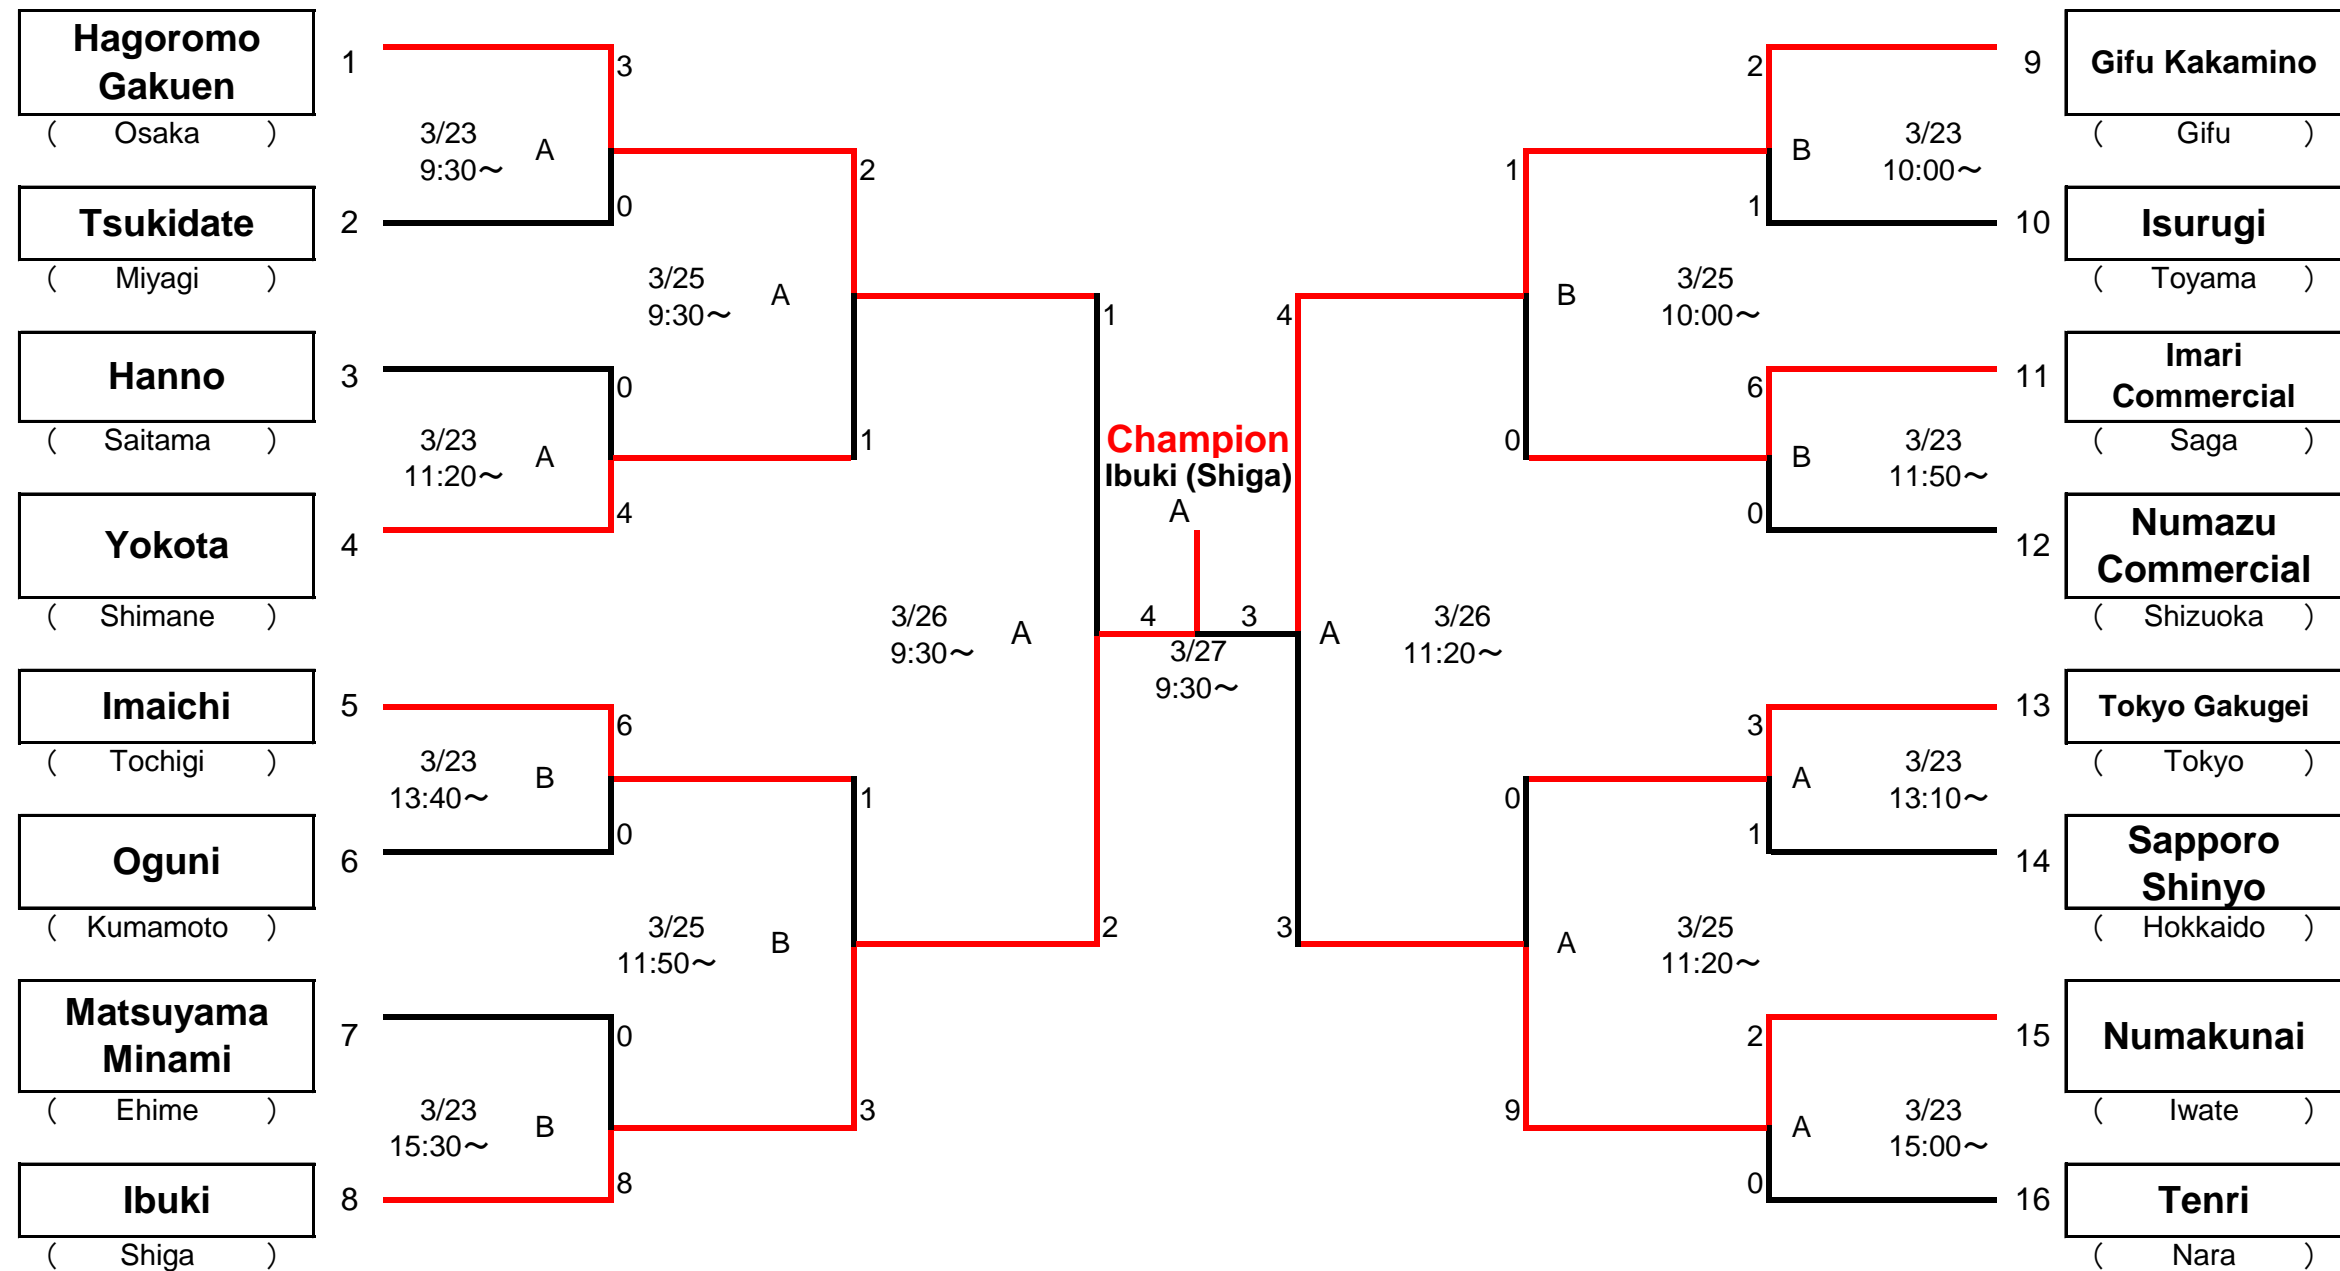 Hagoromo
Gakuen
( Osaka )
1
3
3/23
9:30～
A
0
Tsukidate
( Miyagi )
2
2
3/25
9:30～
A
1
Hanno
( Saitama )
3
0
3/23
11:20～
A
4
Yokota
( Shimane )
4
1
3/26
9:30～
A
2
Imaichi
( Tochigi )
5
6
3/23
13:40～
B
0
Oguni
( Kumamoto )
6
1
3/25
11:50～
B
3
Matsuyama
Minami
( Ehime )
7
0
3/23
15:30～
B
8
Ibuki
( Shiga )
8
Champion
Ibuki (Shiga)
A
4
3
3/27
9:30～
4
A
3/26
11:20～
3
1
B
3/25
10:00～
0
2
B
3/23
10:00～
1
9
Gifu Kakamino
( Gifu )
10
Isurugi
( Toyama )
6
B
3/23
11:50～
0
11
Imari
Commercial
( Saga )
12
Numazu
Commercial
( Shizuoka )
0
A
3/25
11:20～
9
3
A
3/23
13:10～
1
13
Tokyo Gakugei
( Tokyo )
14
Sapporo
Shinyo
( Hokkaido )
2
A
3/23
15:00～
0
15
Numakunai
( Iwate )
16
Tenri
( Nara )